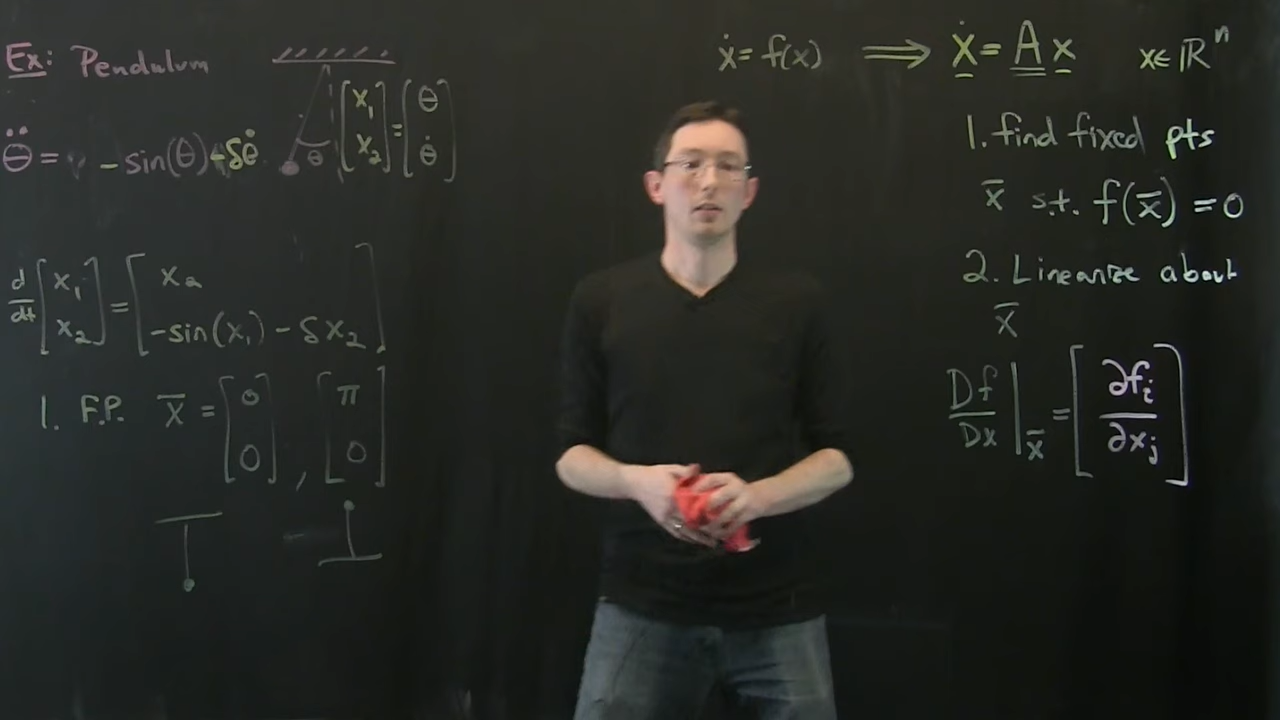 Ex: Pendulum
θ̈ = - sin(θ) - δθ̇
θ
[x₁; x₂] = [θ; θ̇]
d/dt [x₁; x₂] = [x₂; -sin(x₁) - δx₂]
1. F.P. x̄ = [0; 0], [π; 0]
ẋ = f(x) ⟹ ẋ = A x x∈ℝⁿ
1. find fixed pts
x̄ s.t. f(x̄) = 0
2. Linearize about
x̄
Df/Dx |x̄ = [∂fᵢ/∂xⱼ]